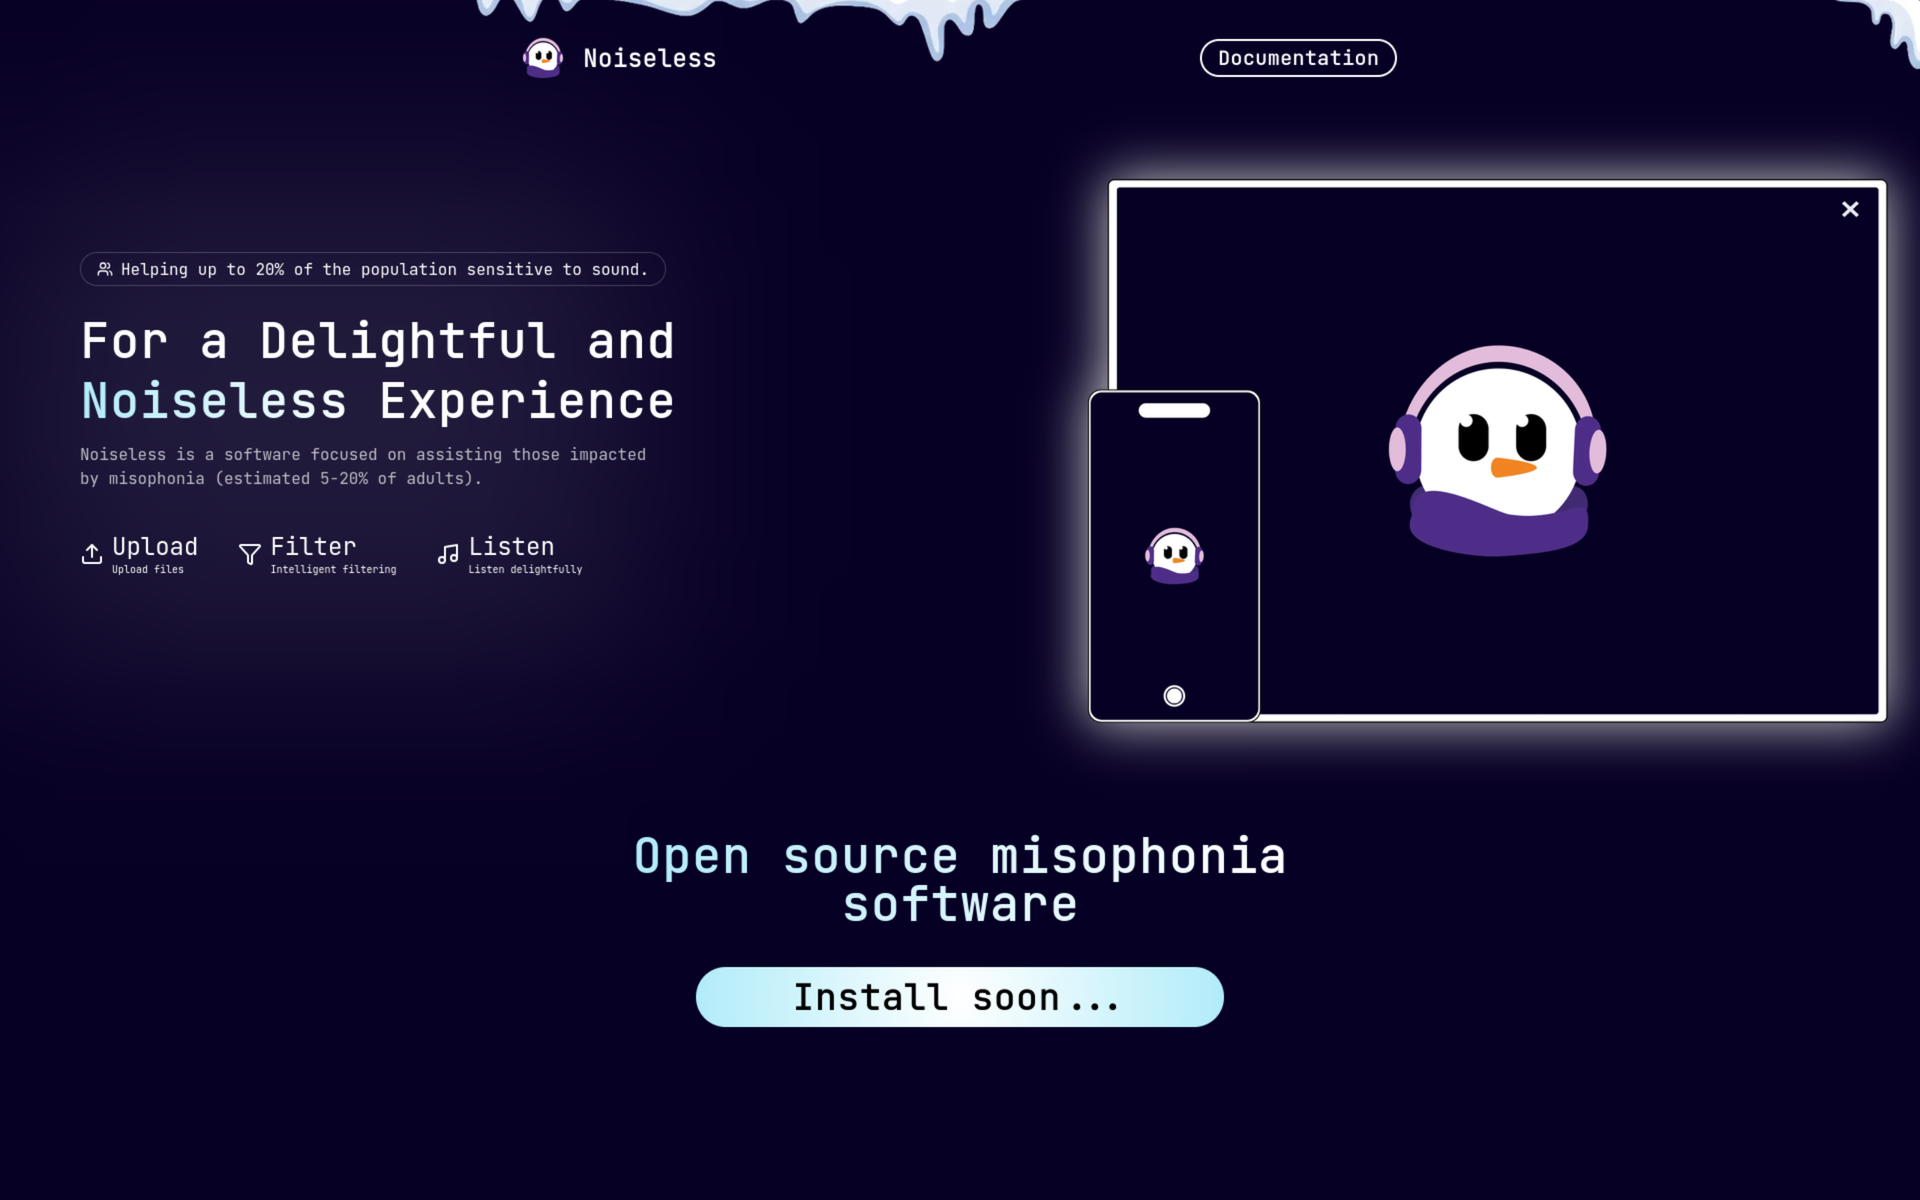 Noiseless
Documentation
Helping up to 20% of the population sensitive to sound.
For a Delightful and
Noiseless Experience
Noiseless is a software focused on assisting those impacted
by misophonia (estimated 5-20% of adults).
Upload
Upload files
Filter
Intelligent filtering
Listen
Listen delightfully
Open source misophonia
software
Install soon...